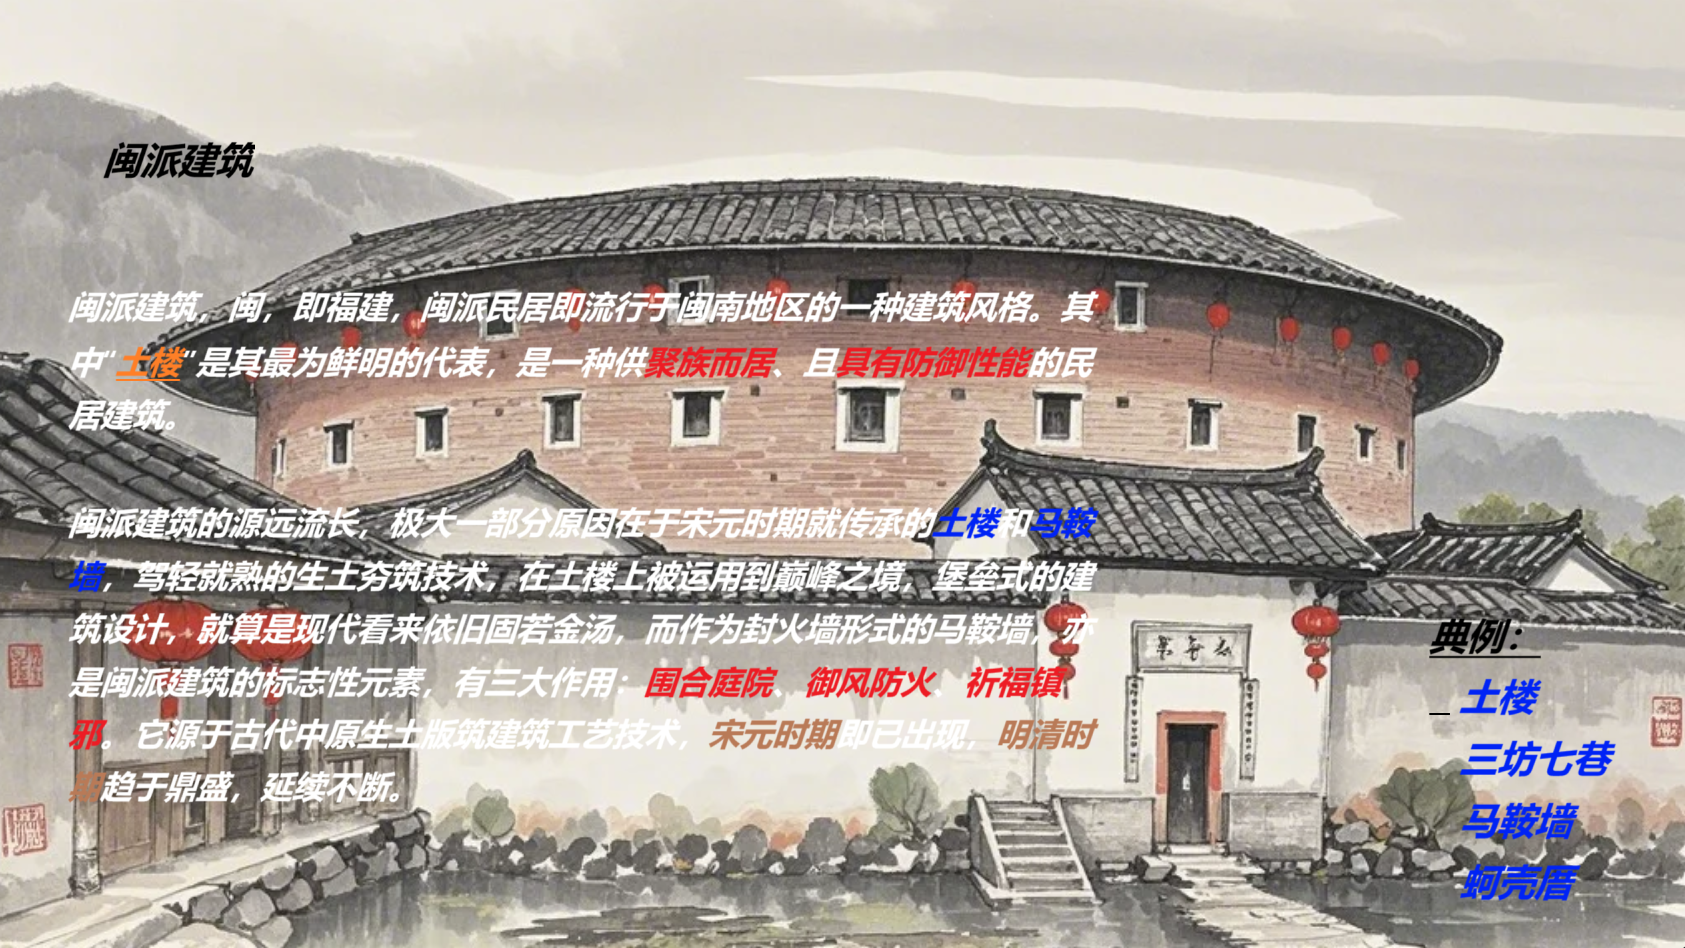 闽派建筑
闽派建筑，闽，即福建，闽派民居即流行于闽南地区的一种建筑风格。其
中“土楼”是其最为鲜明的代表，是一种供聚族而居、且具有防御性能的民
居建筑。
闽派建筑的源远流长，极大一部分原因在于宋元时期就传承的土楼和马鞍
墙，驾轻就熟的生土夯筑技术，在土楼上被运用到巅峰之境，堡垒式的建
筑设计，就算是现代看来依旧固若金汤，而作为封火墙形式的马鞍墙，亦
是闽派建筑的标志性元素，有三大作用：围合庭院、御风防火、祈福镇
邪。它源于古代中原生土版筑建筑工艺技术，宋元时期即已出现，明清时
期趋于鼎盛，延续不断。
典例：
土楼
三坊七巷
马鞍墙
蚵壳厝